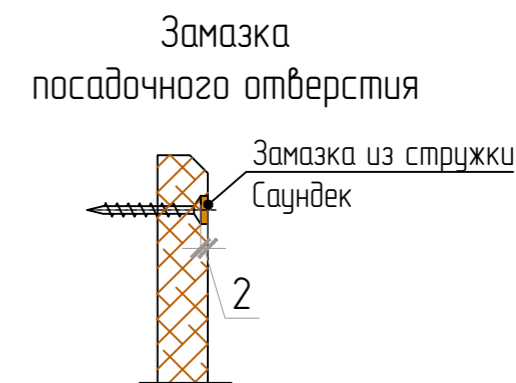 Замазка
посадочного отверстия
Замазка из стружки
Саундек
2